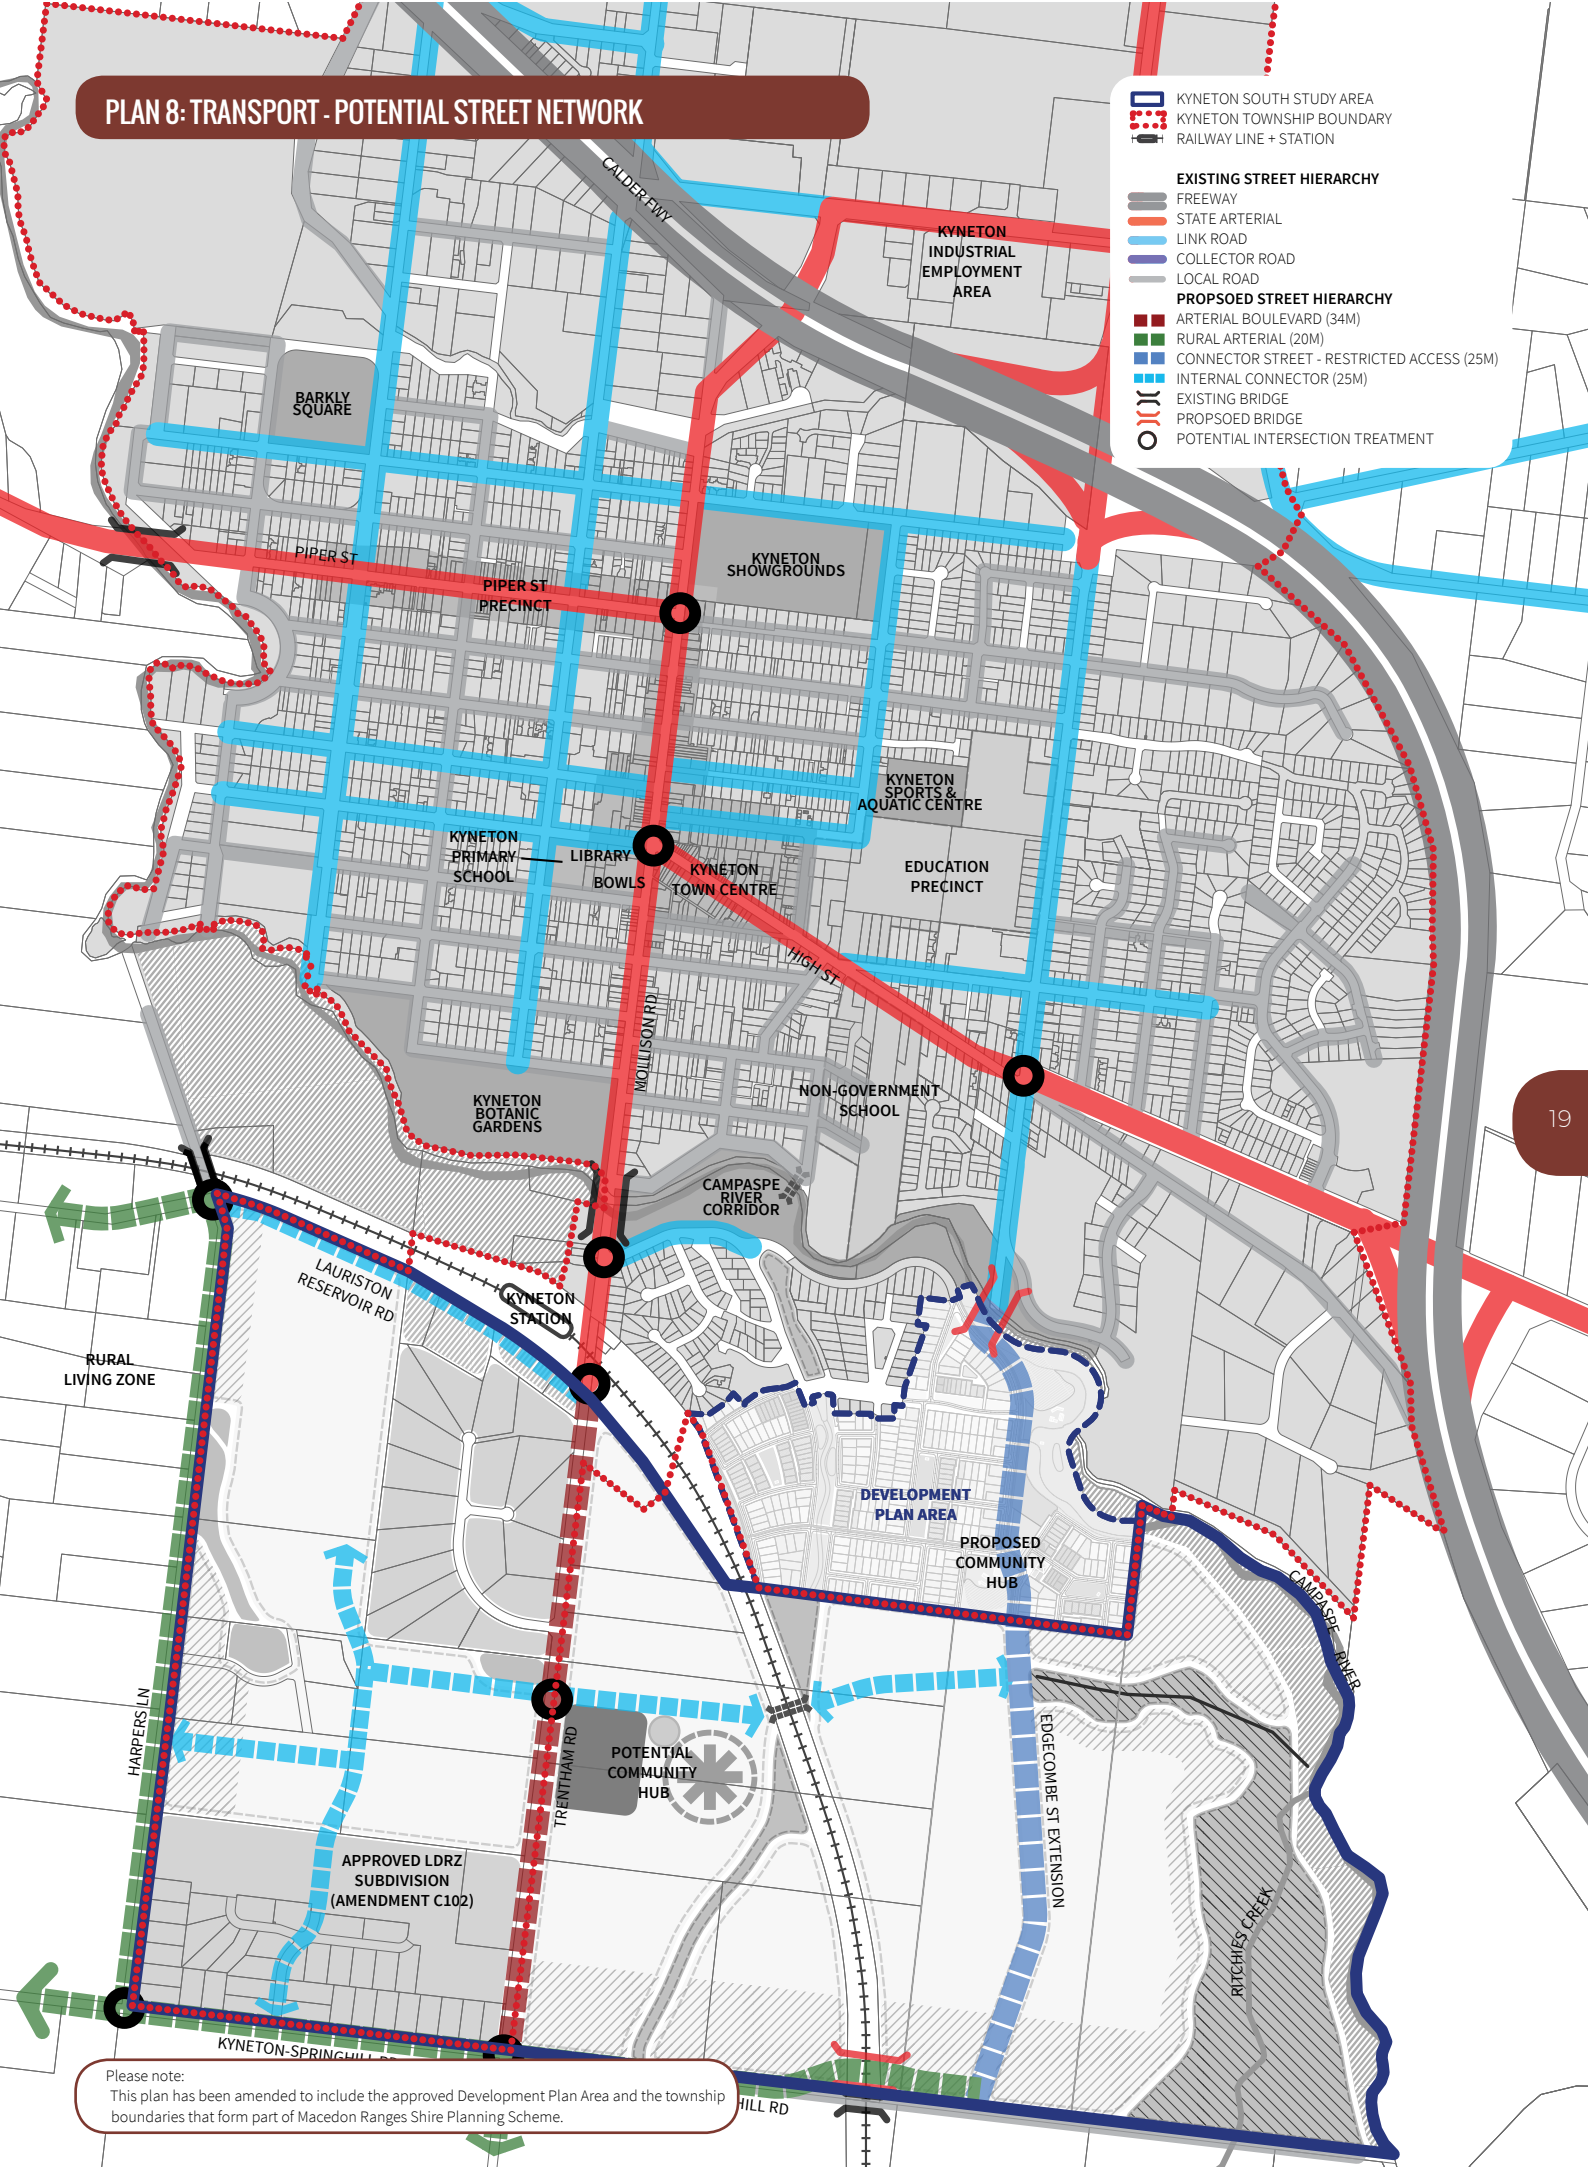 PLAN 8: TRANSPORT - POTENTIAL STREET NETWORK
KYNETON SOUTH STUDY AREA
KYNETON TOWNSHIP BOUNDARY
RAILWAY LINE + STATION
EXISTING STREET HIERARCHY
FREEWAY
STATE ARTERIAL
LINK ROAD
COLLECTOR ROAD
LOCAL ROAD
PROPSOED STREET HIERARCHY
ARTERIAL BOULEVARD (34M)
RURAL ARTERIAL (20M)
CONNECTOR STREET - RESTRICTED ACCESS (25M)
INTERNAL CONNECTOR (25M)
EXISTING BRIDGE
PROPSOED BRIDGE
POTENTIAL INTERSECTION TREATMENT
CALDER FWY
KYNETON
INDUSTRIAL
EMPLOYMENT
AREA
BARKLY
SQUARE
PIPER ST
PIPER ST
PRECINCT
KYNETON
SHOWGROUNDS
KYNETON
SPORTS &
AQUATIC CENTRE
KYNETON
PRIMARY
SCHOOL
LIBRARY
BOWLS
KYNETON
TOWN CENTRE
EDUCATION
PRECINCT
HIGH ST
MOLLISON RD
NON-GOVERNMENT
SCHOOL
KYNETON
BOTANIC
GARDENS
19
CAMPASPE
RIVER
CORRIDOR
LAURISTON
RESERVOIR RD
KYNETON
STATION
RURAL
LIVING ZONE
DEVELOPMENT
PLAN AREA
PROPOSED
COMMUNITY
HUB
CAMPASPE RIVER
HARPERS LN
TRENTHAM RD
POTENTIAL
COMMUNITY
HUB
EDGECOMBE ST EXTENSION
APPROVED LDRZ
SUBDIVISION
(AMENDMENT C102)
RITCHIES CREEK
KYNETON-SPRINGHILL RD
HILL RD
Please note:
This plan has been amended to include the approved Development Plan Area and the township
boundaries that form part of Macedon Ranges Shire Planning Scheme.